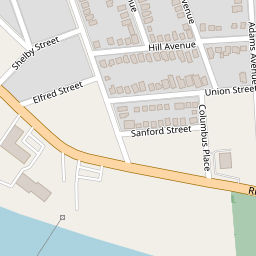 Shelby Street
Hill Avenue
Adams Avenue
Elfred Street
Union Street
Sanford Street
Columbus Place